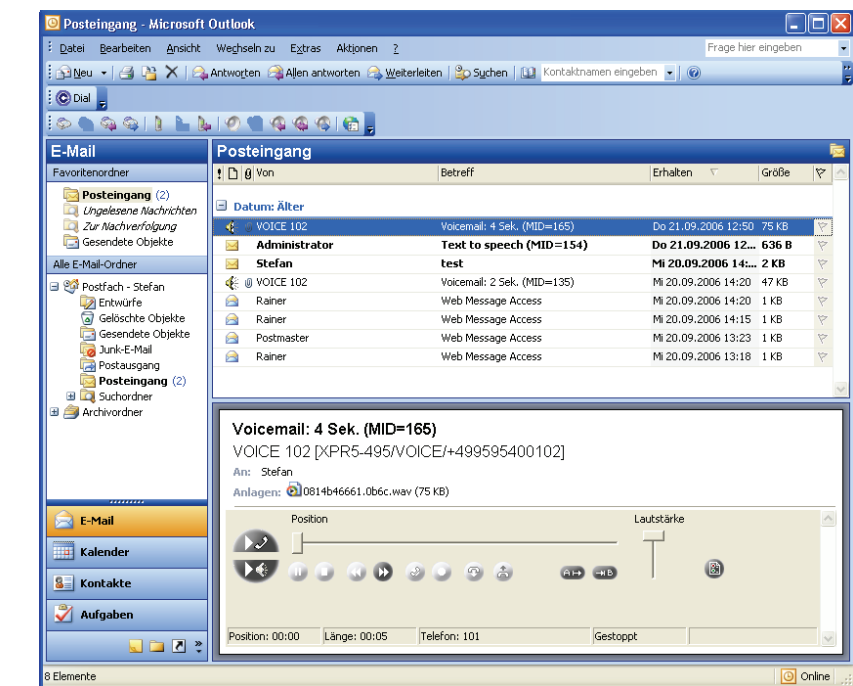 Posteingang - Microsoft Outlook
Datei Bearbeiten Ansicht Wechseln zu Extras Aktionen ? Frage hier eingeben
Neu Antworten Allen antworten Weiterleiten Suchen Kontaktnamen eingeben
Dial
E-Mail
Favoritenordner
Posteingang (2)
Ungelesene Nachrichten
Zur Nachverfolgung
Gesendete Objekte
Alle E-Mail-Ordner
Postfach - Stefan
Entwürfe
Gelöschte Objekte
Gesendete Objekte
Junk-E-Mail
Postausgang
Posteingang (2)
Suchordner
Archivordner
E-Mail
Kalender
Kontakte
Aufgaben
Posteingang
Von Betreff Erhalten Größe
Datum: Älter
VOICE 102 Voicemail: 4 Sek. (MID=165) Do 21.09.2006 12:50 75 KB
Administrator Text to speech (MID=154) Do 21.09.2006 12... 636 B
Stefan test Mi 20.09.2006 14:... 2 KB
VOICE 102 Voicemail: 2 Sek. (MID=135) Mi 20.09.2006 14:20 47 KB
Rainer Web Message Access Mi 20.09.2006 14:20 1 KB
Rainer Web Message Access Mi 20.09.2006 14:15 1 KB
Postmaster Web Message Access Mi 20.09.2006 13:23 1 KB
Rainer Web Message Access Mi 20.09.2006 13:18 1 KB
Voicemail: 4 Sek. (MID=165)
VOICE 102 [XPR5-495/VOICE/+499595400102]
An: Stefan
Anlagen: 0814b46661.0b6c.wav (75 KB)
Position Lautstärke
A B
Position: 00:00 Länge: 00:05 Telefon: 101 Gestoppt
8 Elemente Online